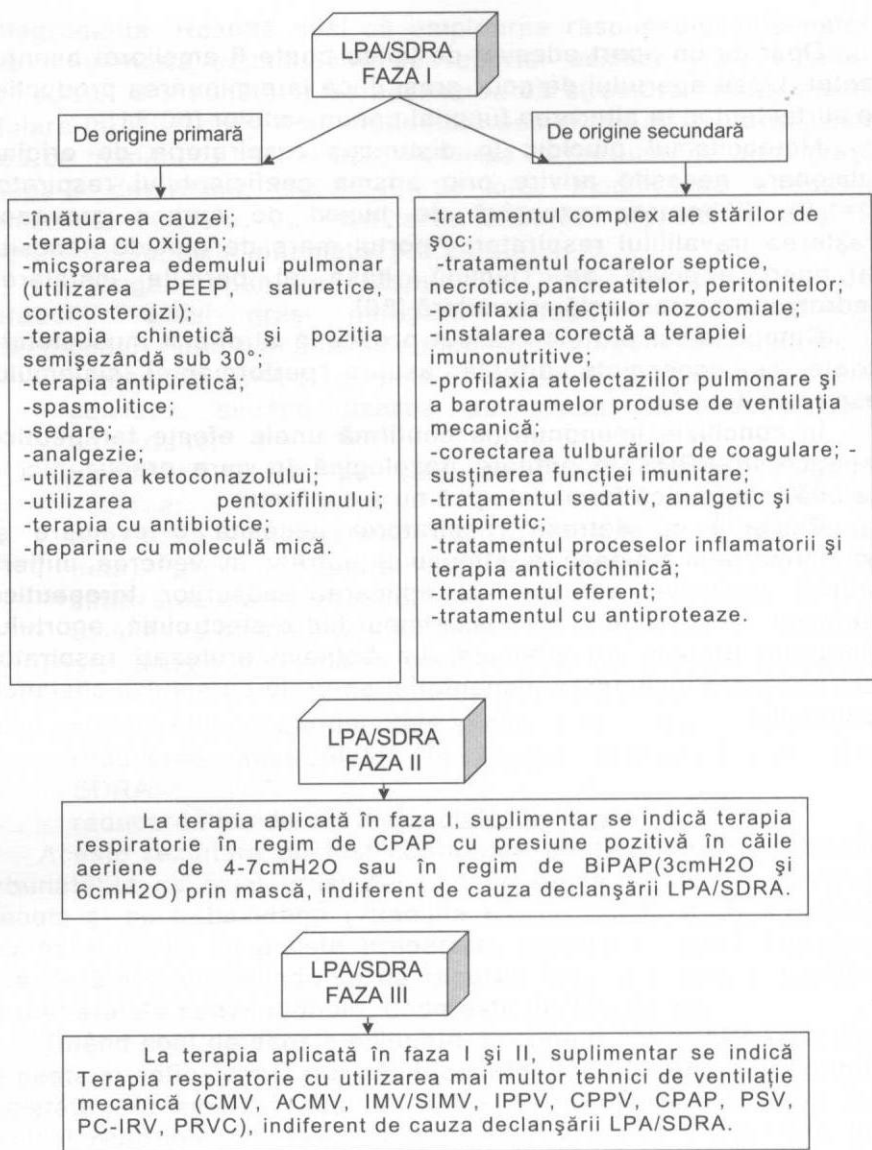 LPA/SDRA
FAZA I
De origine primară
De origine secundară
-înlăturarea cauzei;
-terapia cu oxigen;
-micşorarea edemului pulmonar
(utilizarea PEEP, saluretice,
corticosteroizi);
-terapia kinetică şi poziţia
semişezândă sub 30°;
-terapia antipiretică;
-spasmolitice;
-sedare;
-analgezie;
-utilizarea ketoconazolului;
-utilizarea pentoxifilinului;
-terapia cu antibiotice;
-heparine cu moleculă mică.
-tratamentul complex ale stărilor de
şoc;
-tratamentul focarelor septice,
necrotice,pancreatitelor, peritonitelor;
-profilaxia infecţiilor nozocomiale;
-instalarea corectă a terapiei
imunonutritive;
-profilaxia atelectaziilor pulmonare şi
a barotraumelor produse de ventilaţia
mecanică;
-corectarea tulburărilor de coagulare; -
susţinerea funcţiei imunitare;
-tratamentul sedativ, analgetic şi
antipiretic;
-tratamentul proceselor inflamatorii şi
terapia anticitochinică;
-tratamentul eferent;
-tratamentul cu antiproteaze.
LPA/SDRA
FAZA II
La terapia aplicată în faza I, suplimentar se indică terapia
respiratorie în regim de CPAP cu presiune pozitivă în căile
aeriene de 4-7cmH2O sau în regim de BiPAP(3cmH2O şi
6cmH2O) prin mască, indiferent de cauza declanşării LPA/SDRA.
LPA/SDRA
FAZA III
La terapia aplicată în faza I şi II, suplimentar se indică
Terapia respiratorie cu utilizarea mai multor tehnici de ventilaţie
mecanică (CMV, ACMV, IMV/SIMV, IPPV, CPPV, CPAP, PSV,
PC-IRV, PRVC), indiferent de cauza declanşării LPA/SDRA.